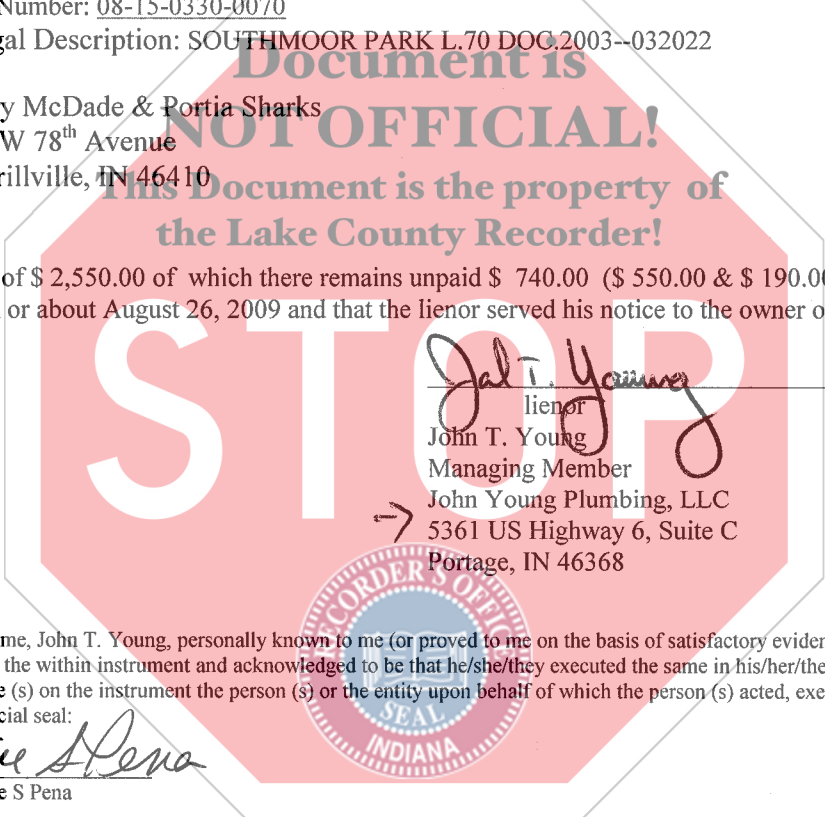 Number: 08-15-0330-0070
gal Description: SOUTHMOOR PARK L.70 DOC.2003--032022
Document is
y McDade & Portia Sharks
NOT OFFICIAL!
W 78th Avenue
rillville, IN 46410
This Document is the property of
the Lake County Recorder!
of $ 2,550.00 of which there remains unpaid $ 740.00 ($ 550.00 & $ 190.00
or about August 26, 2009 and that the lienor served his notice to the owner o
STOP
lienor
John T. Young
Managing Member
John Young Plumbing, LLC
5361 US Highway 6, Suite C
Portage, IN 46368
RECORDER'S OFFICE
me, John T. Young, personally known to me (or proved to me on the basis of satisfactory eviden
the within instrument and acknowledged to be that he/she/they executed the same in his/her/the
e (s) on the instrument the person (s) or the entity upon behalf of which the person (s) acted, exe
cial seal:
SEAL
INDIANA
S Pena
e S Pena